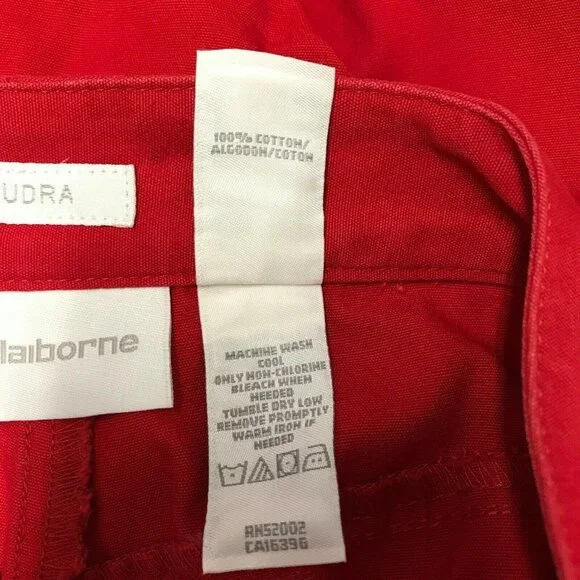 100% COTTON/
ALGODON/COTON
UDRA
laiborne
MACHINE WASH
COOL
ONLY NON-CHLORINE
BLEACH WHEN
NEEDED
TUMBLE DRY LOW
REMOVE PROMPTLY
WARM IRON IF
NEEDED
RN52002
CA16396